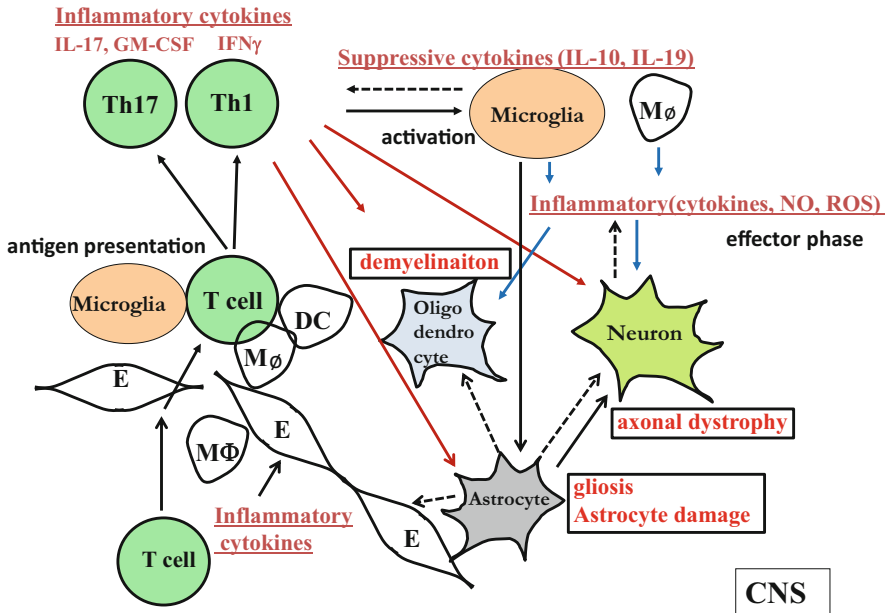 Inflammatory cytokines
IL-17, GM-CSF IFNγ
Suppressive cytokines (IL-10, IL-19)
Th17
Th1
activation
Microglia
Mø
Inflammatory(cytokines, NO, ROS)
effector phase
antigen presentation
demyelinaiton
Microglia
T cell
DC
Mø
Oligo
dendro
cyte
Neuron
E
axonal dystrophy
E
MΦ
Astrocyte
gliosis
Astrocyte damage
Inflammatory
cytokines
E
T cell
CNS